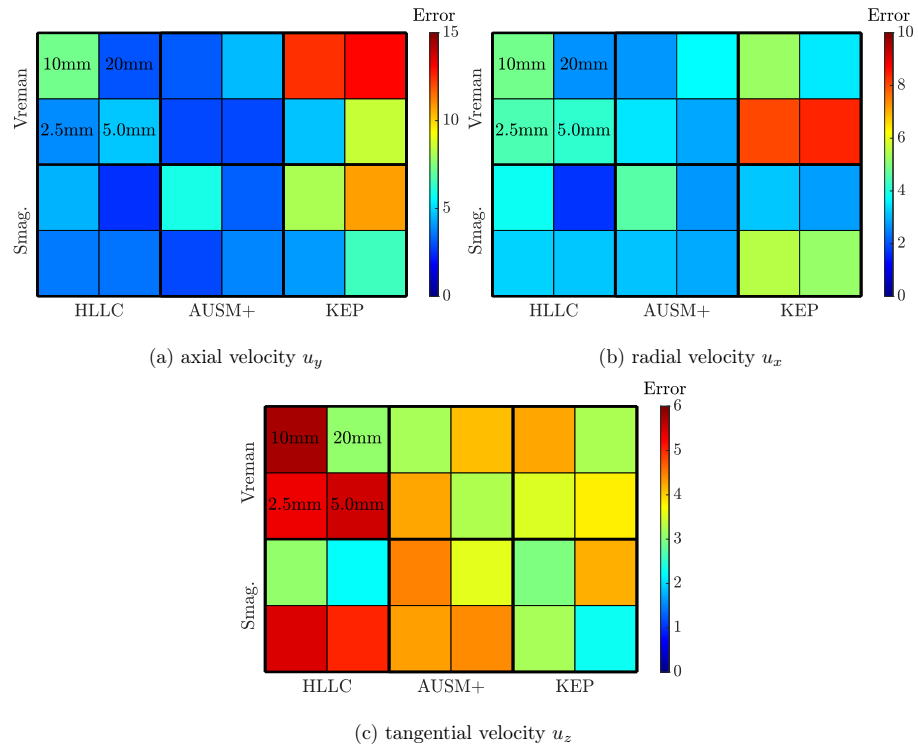 Error
15
10
5
0
Vreman
Smag.
10mm 20mm
2.5mm 5.0mm
HLLC AUSM+ KEP
(a) axial velocity u_y
Error
10
8
6
4
2
0
Vreman
Smag.
10mm 20mm
2.5mm 5.0mm
HLLC AUSM+ KEP
(b) radial velocity u_x
Error
6
5
4
3
2
1
0
Vreman
Smag.
10mm 20mm
2.5mm 5.0mm
HLLC AUSM+ KEP
(c) tangential velocity u_z